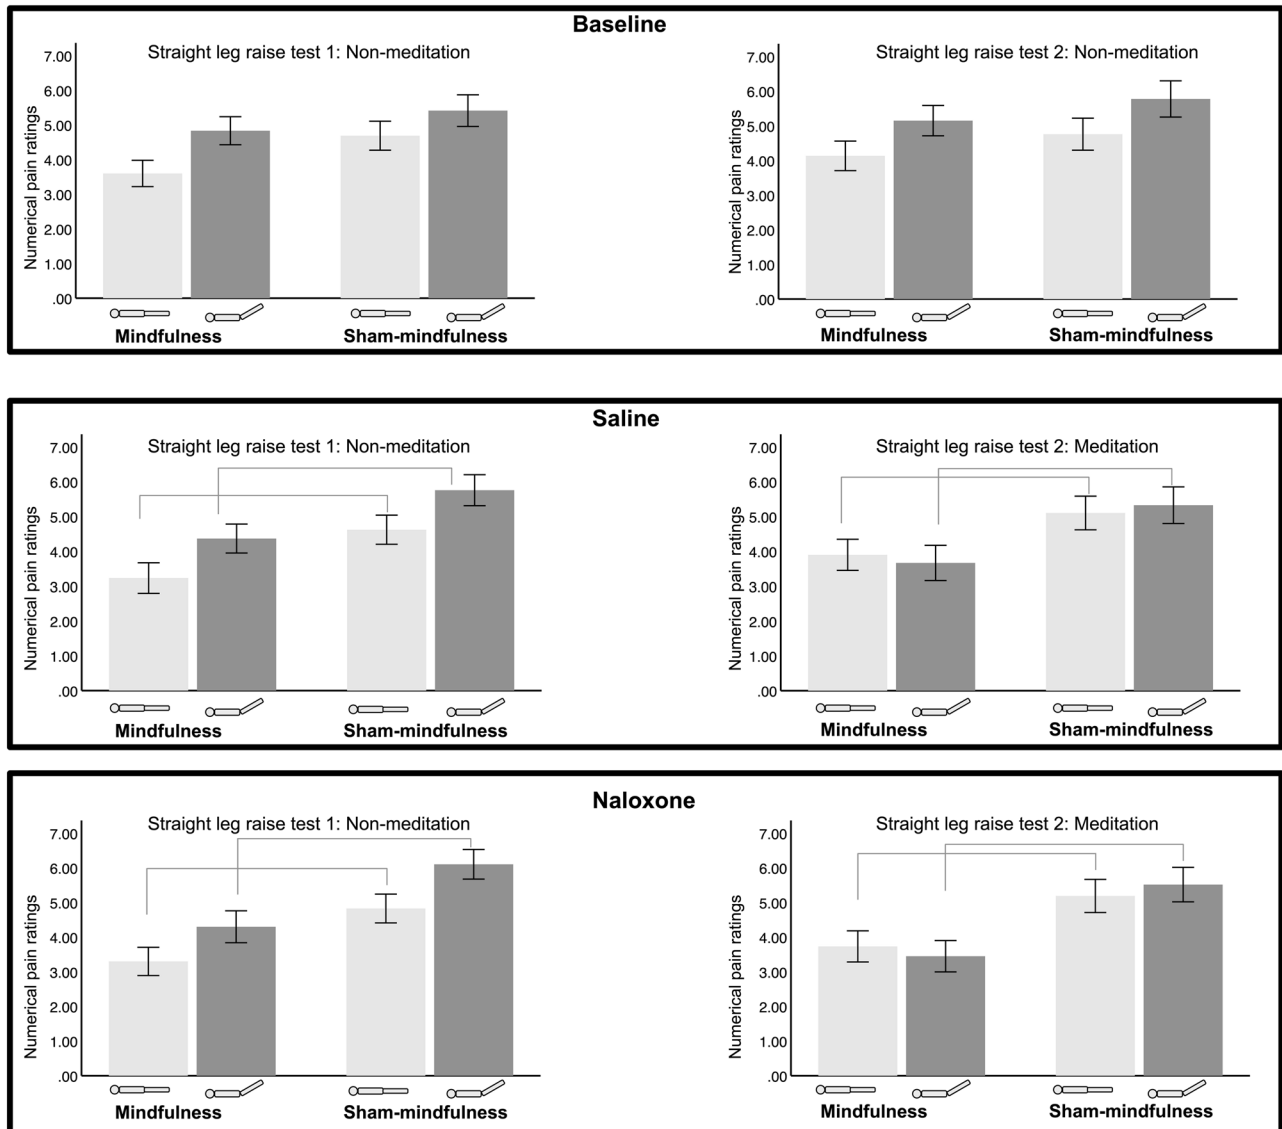 Baseline
Straight leg raise test 1: Non-meditation
Numerical pain ratings
7.00
6.00
5.00
4.00
3.00
2.00
1.00
.00
Mindfulness
Sham-mindfulness
Straight leg raise test 2: Non-meditation
Numerical pain ratings
7.00
6.00
5.00
4.00
3.00
2.00
1.00
.00
Mindfulness
Sham-mindfulness
Saline
Straight leg raise test 1: Non-meditation
Numerical pain ratings
7.00
6.00
5.00
4.00
3.00
2.00
1.00
.00
Mindfulness
Sham-mindfulness
Straight leg raise test 2: Meditation
Numerical pain ratings
7.00
6.00
5.00
4.00
3.00
2.00
1.00
.00
Mindfulness
Sham-mindfulness
Naloxone
Straight leg raise test 1: Non-meditation
Numerical pain ratings
7.00
6.00
5.00
4.00
3.00
2.00
1.00
.00
Mindfulness
Sham-mindfulness
Straight leg raise test 2: Meditation
Numerical pain ratings
7.00
6.00
5.00
4.00
3.00
2.00
1.00
.00
Mindfulness
Sham-mindfulness